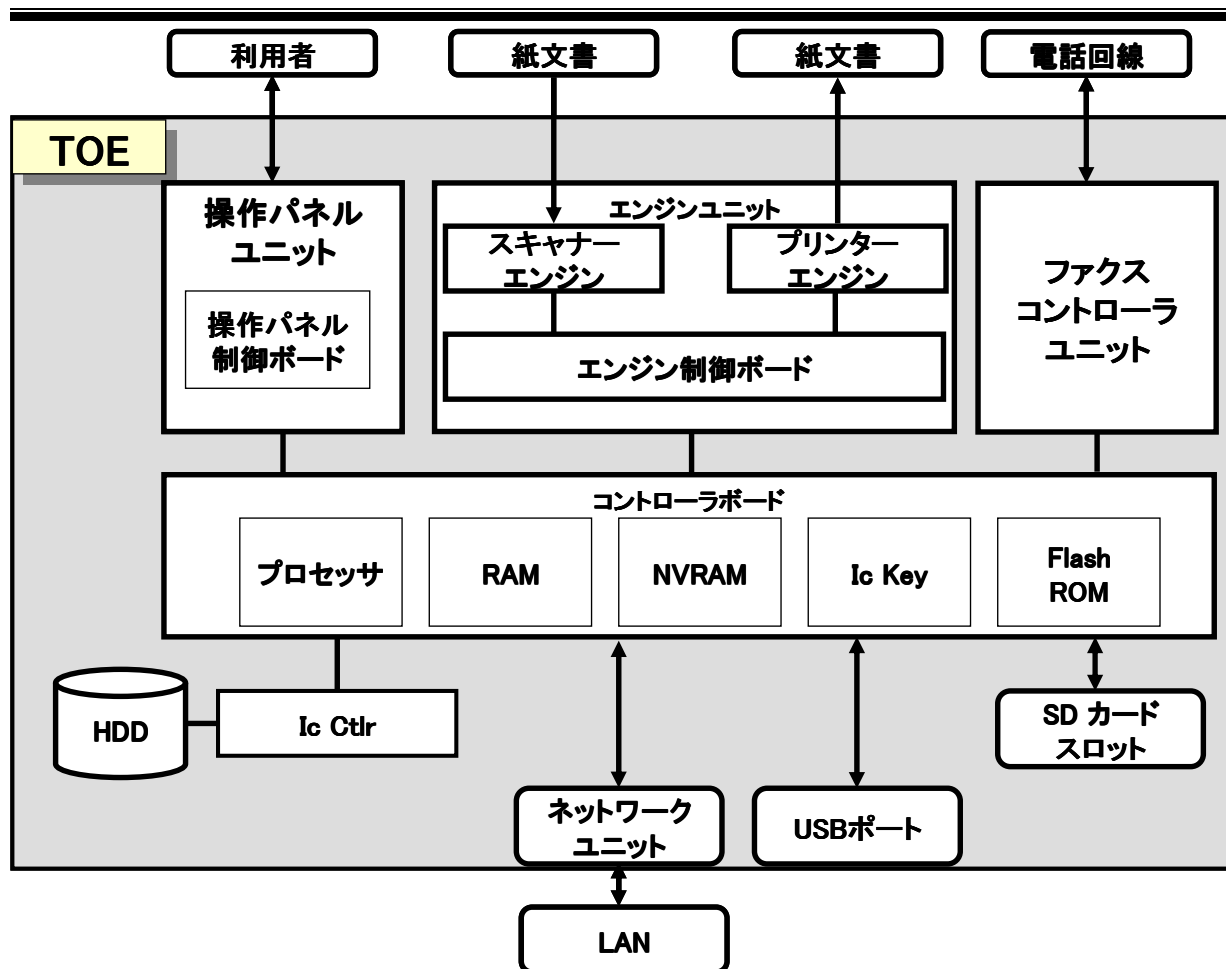 利用者
紙文書
紙文書
電話回線
TOE
操作パネル
ユニット
操作パネル
制御ボード
エンジンユニット
スキャナー
エンジン
プリンター
エンジン
エンジン制御ボード
ファクス
コントローラ
ユニット
コントローラボード
プロセッサ
RAM
NVRAM
Ic Key
Flash
ROM
HDD
Ic Ctlr
SD カード
スロット
ネットワーク
ユニット
USBポート
LAN